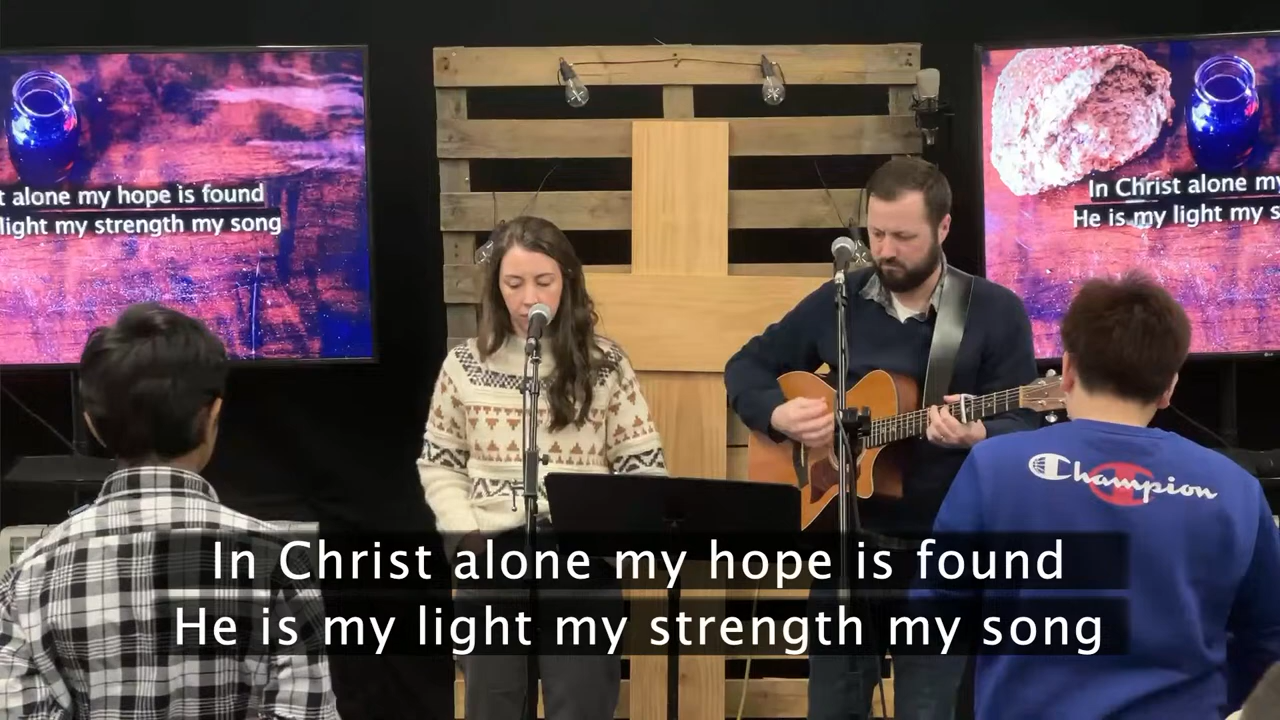 t alone my hope is found
light my strength my song
In Christ alone my
He is my light my s
Champion
In Christ alone my hope is found
He is my light my strength my song